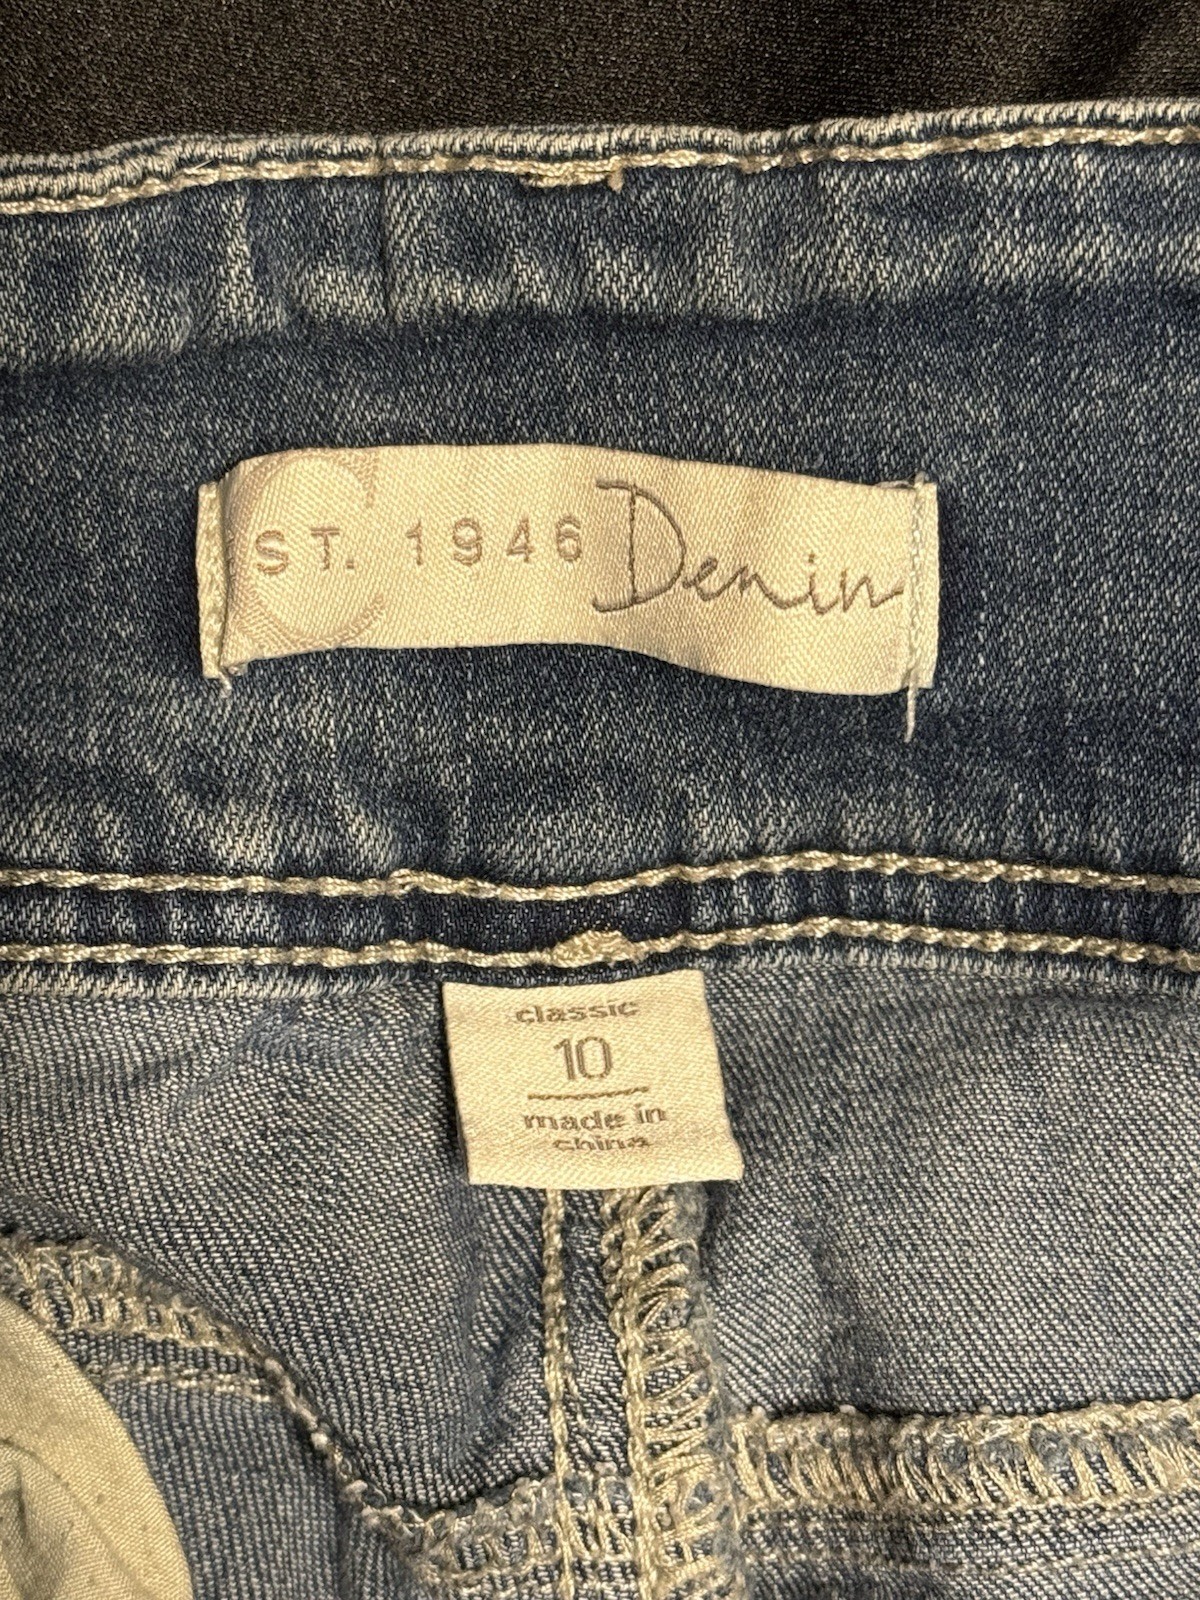 C
ST. 1946 Denim
classic
10
made in
china